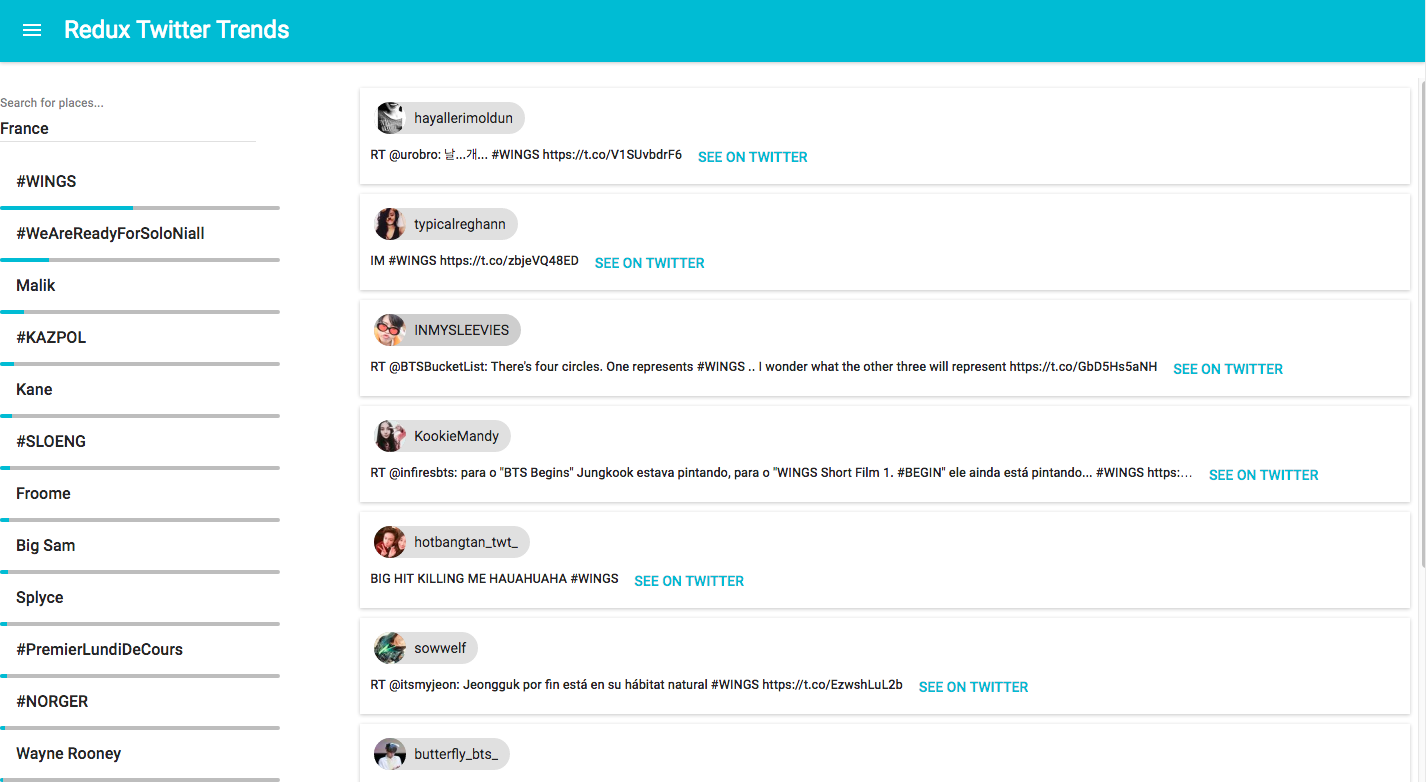 Redux Twitter Trends
Search for places...
France
#WINGS
#WeAreReadyForSoloNiall
Malik
#KAZPOL
Kane
#SLOENG
Froome
Big Sam
Splyce
#PremierLundiDeCours
#NORGER
Wayne Rooney
hayallerimoldun
RT @urobro: 날...개... #WINGS https://t.co/V1SUvbdrF6 SEE ON TWITTER
typicalreghann
IM #WINGS https://t.co/zbjeVQ48ED SEE ON TWITTER
INMYSLEEVIES
RT @BTSBucketList: There's four circles. One represents #WINGS .. I wonder what the other three will represent https://t.co/GbD5Hs5aNH SEE ON TWITTER
KookieMandy
RT @infiresbts: para o "BTS Begins" Jungkook estava pintando, para o "WINGS Short Film 1. #BEGIN" ele ainda está pintando... #WINGS https:… SEE ON TWITTER
hotbangtan_twt_
BIG HIT KILLING ME HAUAHUAHA #WINGS SEE ON TWITTER
sowwelf
RT @itsmyjeon: Jeongguk por fin está en su hábitat natural #WINGS https://t.co/EzwshLuL2b SEE ON TWITTER
butterfly_bts_